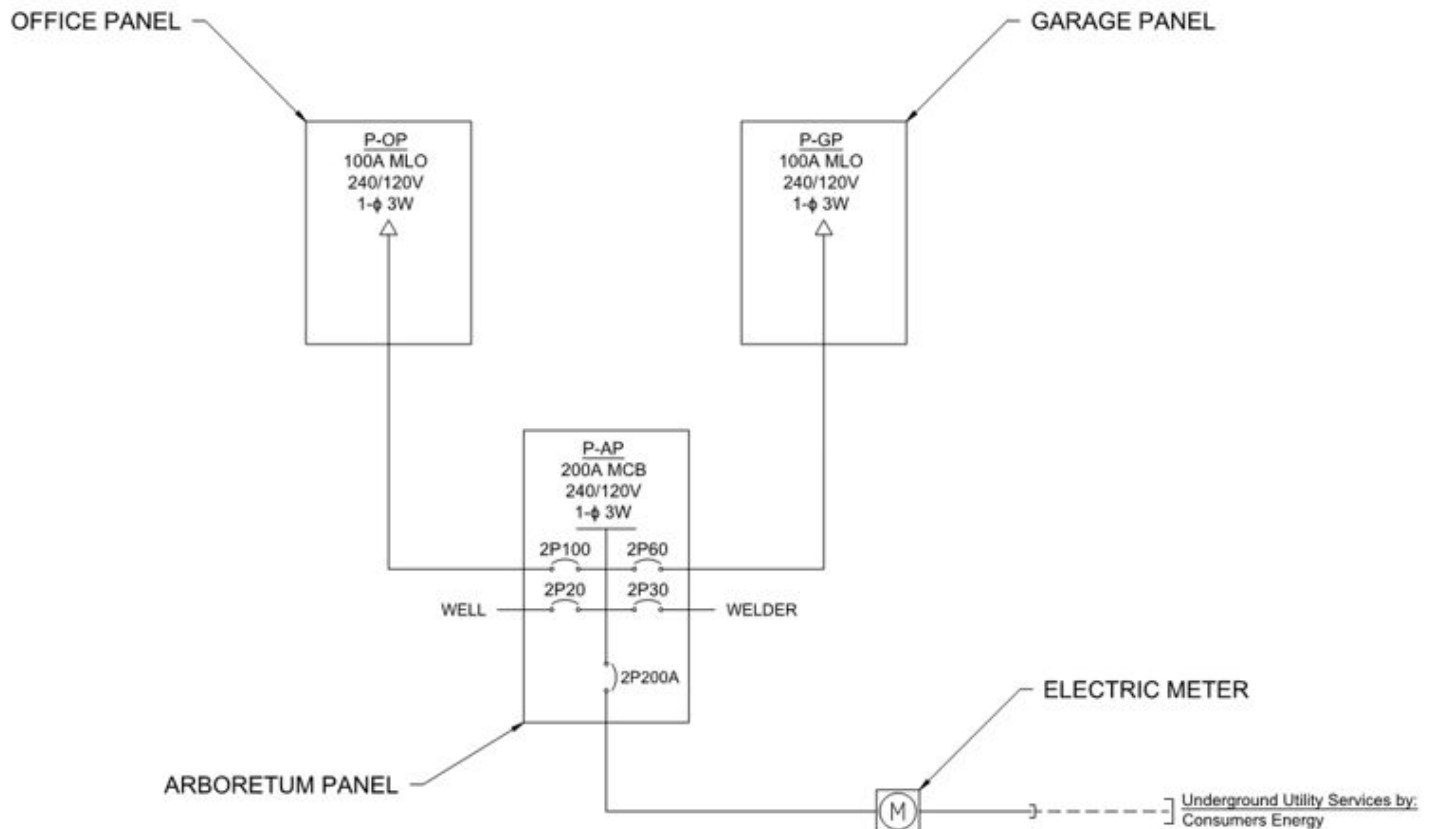 OFFICE PANEL
GARAGE PANEL
P-OP
100A MLO
240/120V
1-ϕ 3W
P-GP
100A MLO
240/120V
1-ϕ 3W
P-AP
200A MCB
240/120V
1-ϕ 3W
2P100
2P60
2P20
2P30
WELL
WELDER
2P200A
ELECTRIC METER
ARBORETUM PANEL
M
Underground Utility Services by:
Consumers Energy